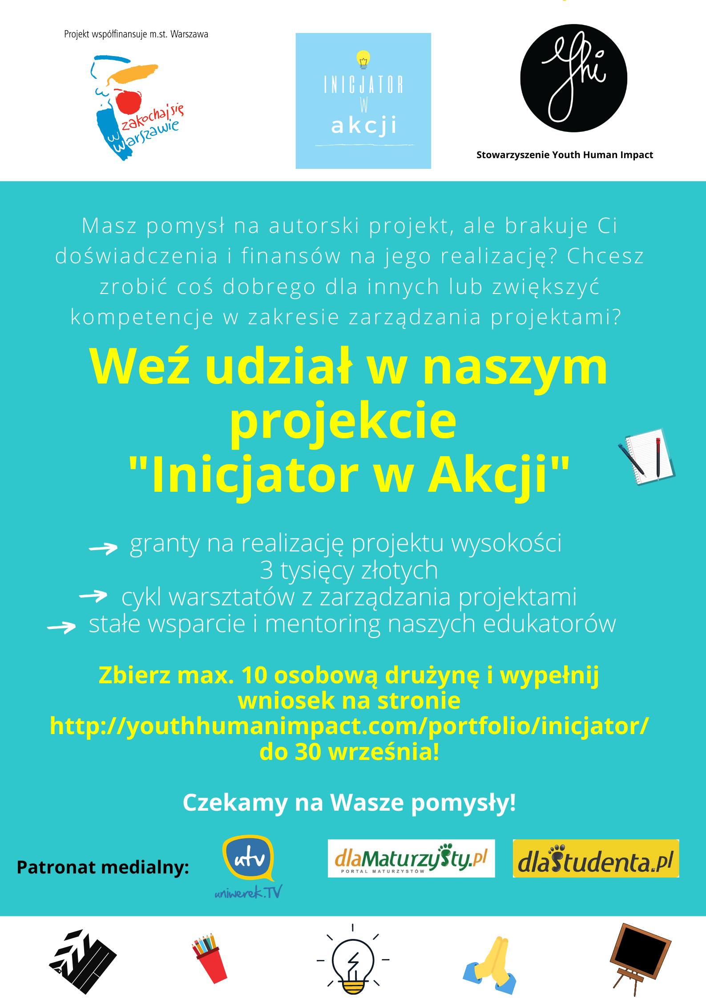 Projekt współfinansuje m.st. Warszawa
zakochaj się
w warszawie
INICJATOR
W
akcji
Yhi
Stowarzyszenie Youth Human Impact
Masz pomysł na autorski projekt, ale brakuje Ci
doświadczenia i finansów na jego realizację? Chcesz
zrobić coś dobrego dla innych lub zwiększyć
kompetencje w zakresie zarządzania projektami?
Weź udział w naszym
projekcie
"Inicjator w Akcji"
granty na realizację projektu wysokości
3 tysięcy złotych
cykl warsztatów z zarządzania projektami
stałe wsparcie i mentoring naszych edukatorów
Zbierz max. 10 osobową drużynę i wypełnij
wniosek na stronie
http://youthhumanimpact.com/portfolio/inicjator/
do 30 września!
Czekamy na Wasze pomysły!
Patronat medialny:
utv
uniwerek.TV
dlaMaturzysty.pl
PORTAL MATURZYSTÓW
dlaStudenta.pl